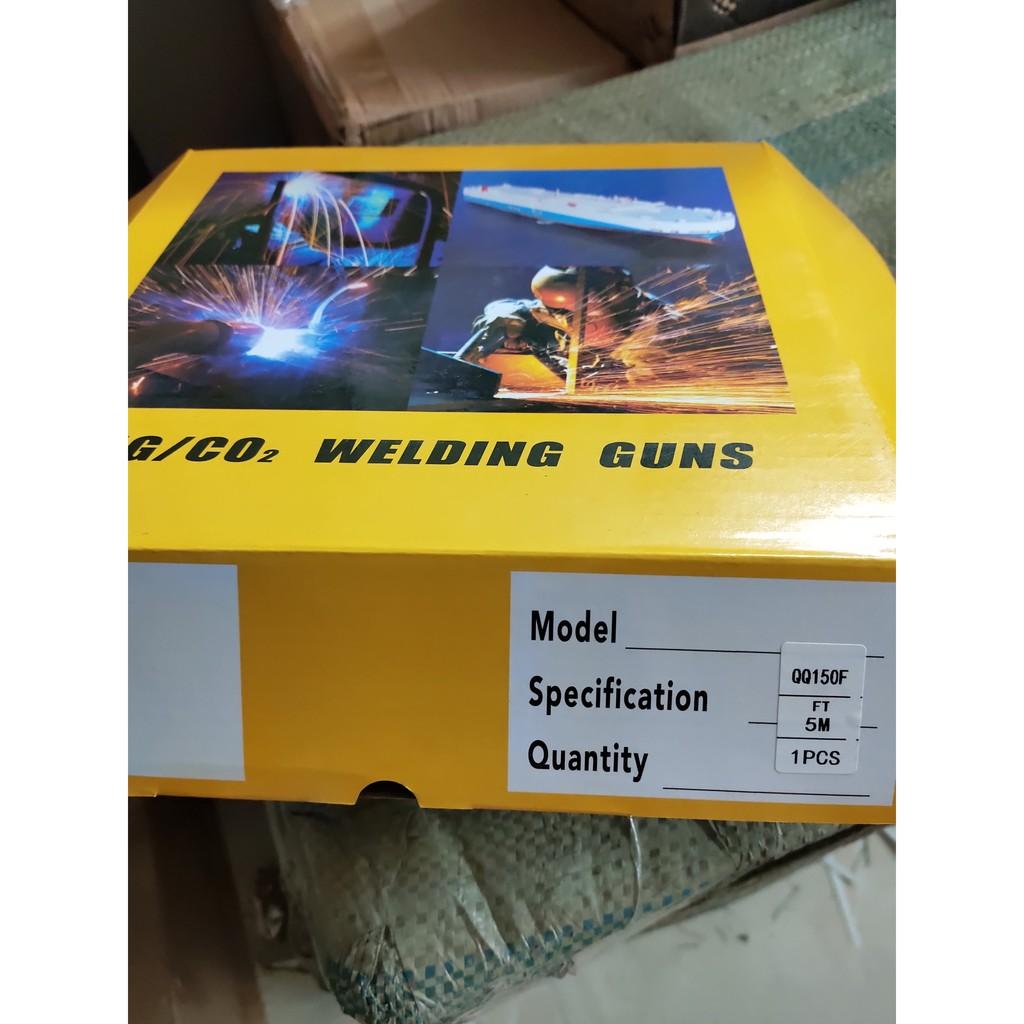 G/CO₂ WELDING GUNS
Model
QQ150F
Specification
FT
5M
Quantity
1PCS